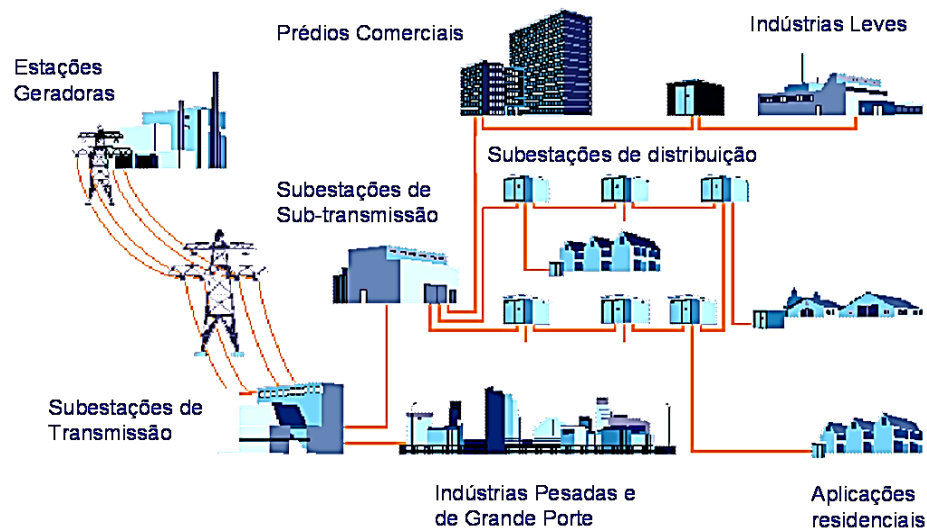 Prédios Comerciais
Indústrias Leves
Estações
Geradoras
Subestações de distribuição
Subestações de
Sub-transmissão
Subestações de
Transmissão
Indústrias Pesadas e
de Grande Porte
Aplicações
residenciais